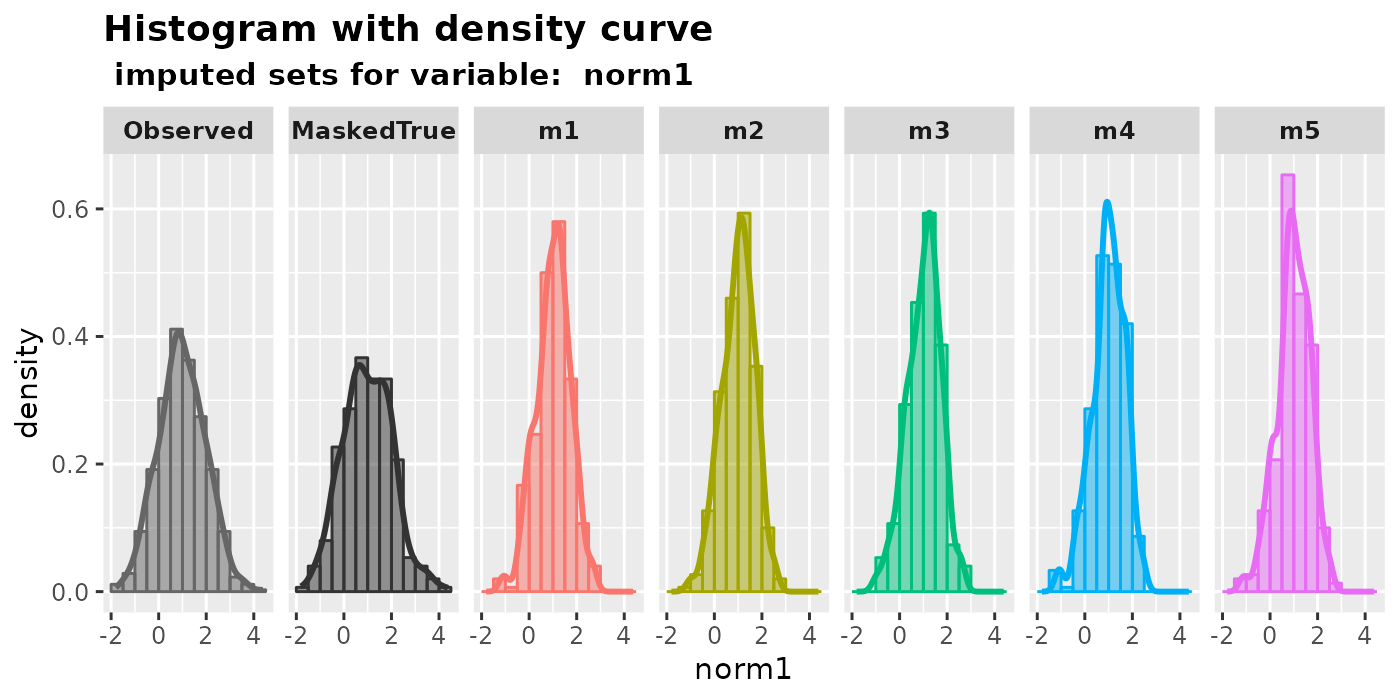 Histogram with density curve
imputed sets for variable:  norm1
Observed MaskedTrue m1 m2 m3 m4 m5
0.6
0.4
0.2
0.0
density
-2 0 2 4 -2 0 2 4 -2 0 2 4 -2 0 2 4 -2 0 2 4 -2 0 2 4 -2 0 2 4
norm1